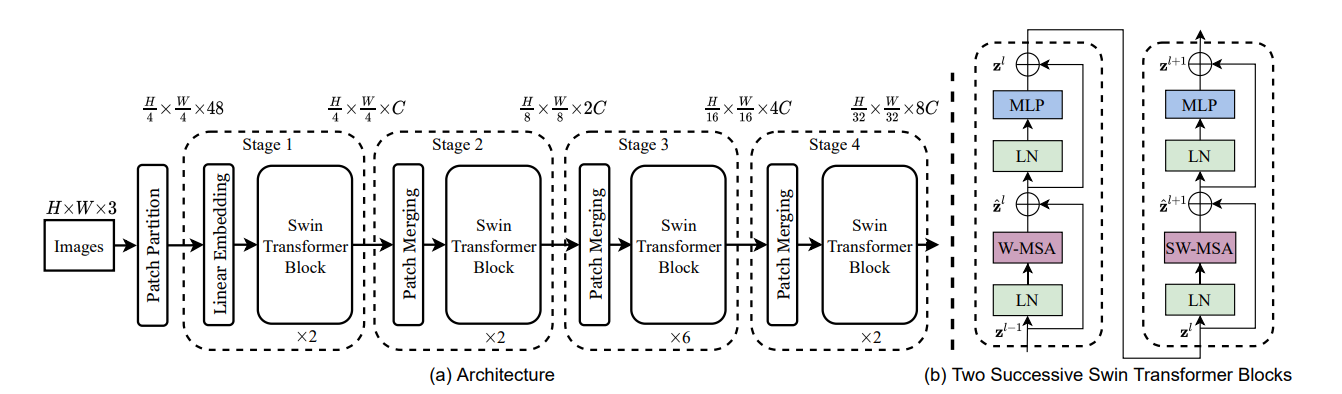 H/4 × W/4 × 48
H/4 × W/4 × C
H/8 × W/8 × 2C
H/16 × W/16 × 4C
H/32 × W/32 × 8C
H×W×3
Images
Patch Partition
Stage 1
Linear Embedding
Swin
Transformer
Block
×2
Stage 2
Patch Merging
Swin
Transformer
Block
×2
Stage 3
Patch Merging
Swin
Transformer
Block
×6
Stage 4
Patch Merging
Swin
Transformer
Block
×2
(a) Architecture
z^l
MLP
LN
ẑ^l
W-MSA
LN
z^{l−1}
z^{l+1}
MLP
LN
ẑ^{l+1}
SW-MSA
LN
z^l
(b) Two Successive Swin Transformer Blocks